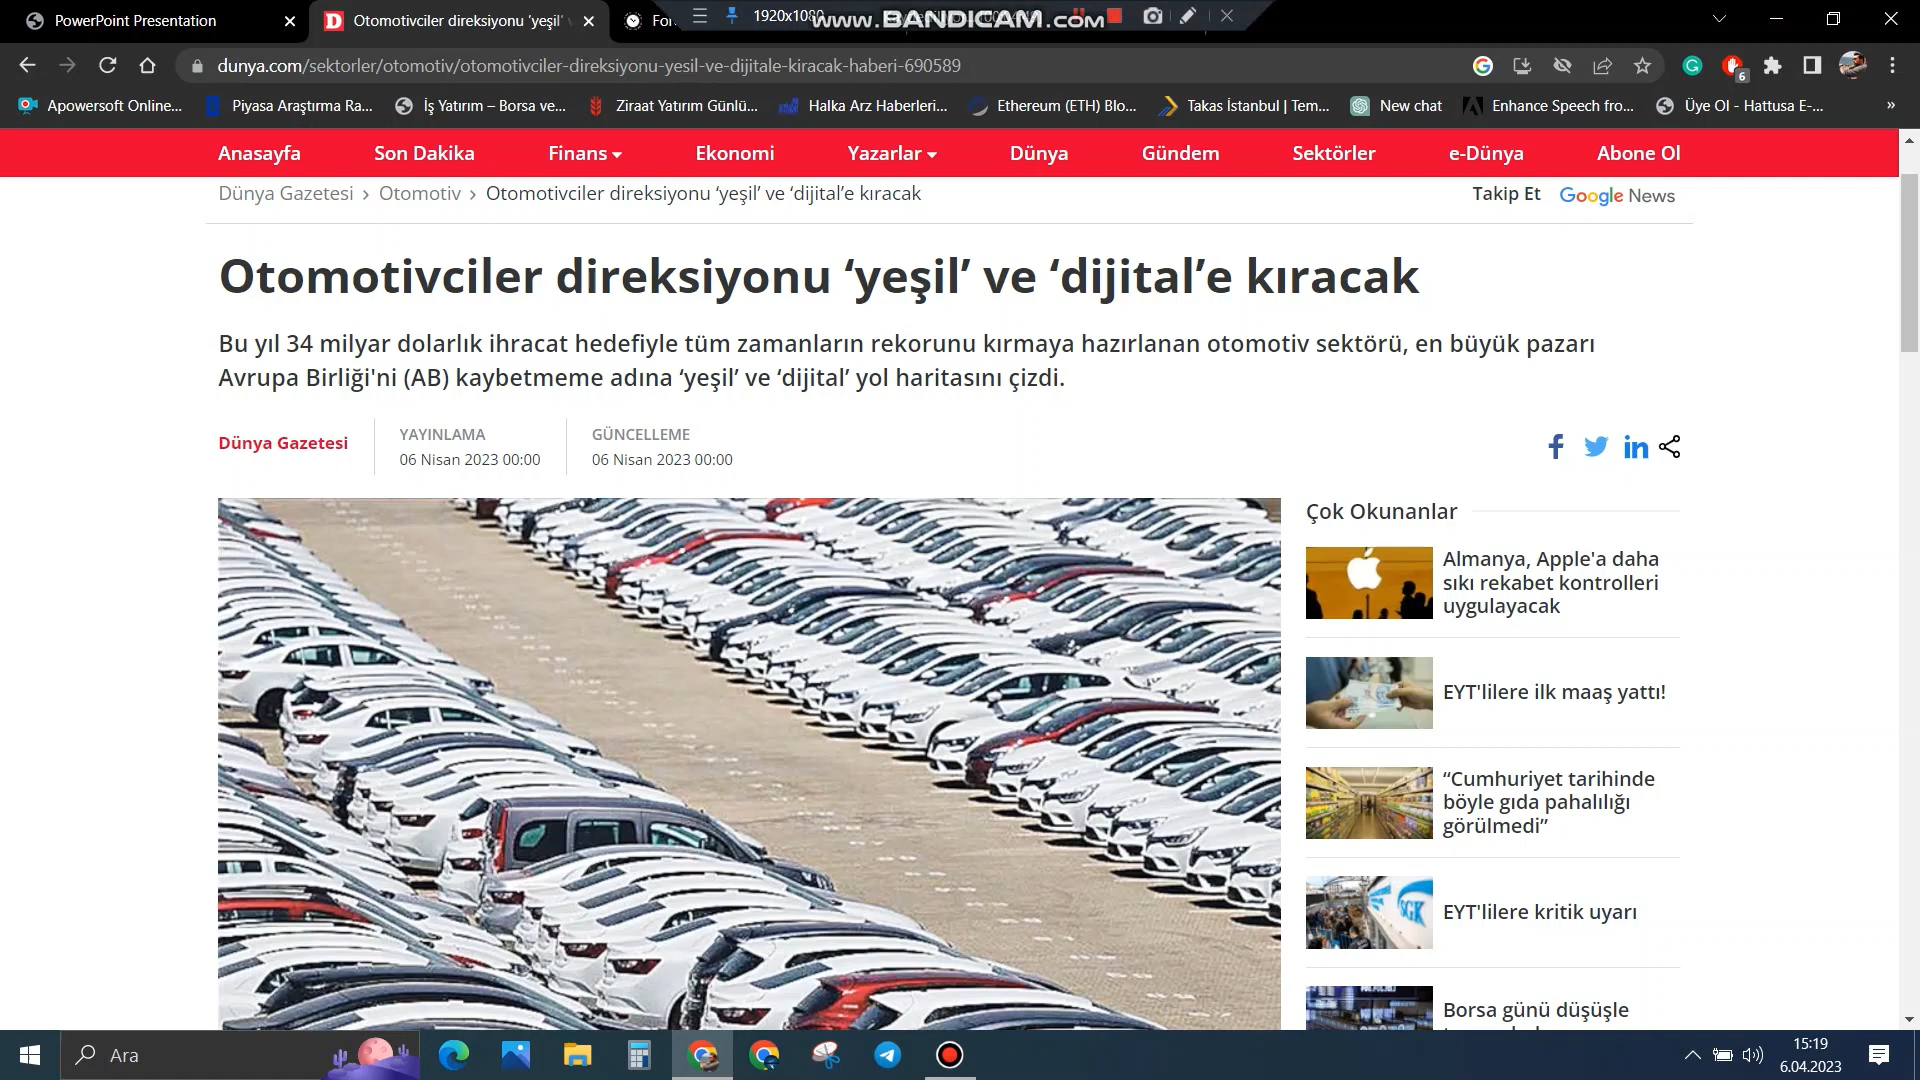 PowerPoint Presentation
Otomotivciler direksiyonu 'yeşil'
1920x1080
www.BANDICAM.com
dunya.com/sektorler/otomotiv/otomotivciler-direksiyonu-yesil-ve-dijitale-kiracak-haberi-690589
6
Apowersoft Online...
Piyasa Araştırma Ra...
İş Yatırım – Borsa ve...
Ziraat Yatırım Günlü...
Halka Arz Haberleri...
Ethereum (ETH) Blo...
Takas İstanbul | Tem...
New chat
Enhance Speech fro...
Üye Ol - Hattusa E-...
»
Anasayfa
Son Dakika
Finans
Ekonomi
Yazarlar
Dünya
Gündem
Sektörler
e-Dünya
Abone Ol
Dünya Gazetesi › Otomotiv › Otomotivciler direksiyonu ‘yeşil’ ve ‘dijital’e kıracak
Takip Et Google News
Otomotivciler direksiyonu ‘yeşil’ ve ‘dijital’e kıracak
Bu yıl 34 milyar dolarlık ihracat hedefiyle tüm zamanların rekorunu kırmaya hazırlanan otomotiv sektörü, en büyük pazarı
Avrupa Birliği'ni (AB) kaybetmeme adına ‘yeşil’ ve ‘dijital’ yol haritasını çizdi.
Dünya Gazetesi
YAYINLAMA
06 Nisan 2023 00:00
GÜNCELLEME
06 Nisan 2023 00:00
Çok Okunanlar
Almanya, Apple'a daha
sıkı rekabet kontrolleri
uygulayacak
EYT'lilere ilk maaş yattı!
“Cumhuriyet tarihinde
böyle gıda pahalılığı
görülmedi”
SGK
EYT'lilere kritik uyarı
Borsa günü düşüşle
Ara
15:19
6.04.2023